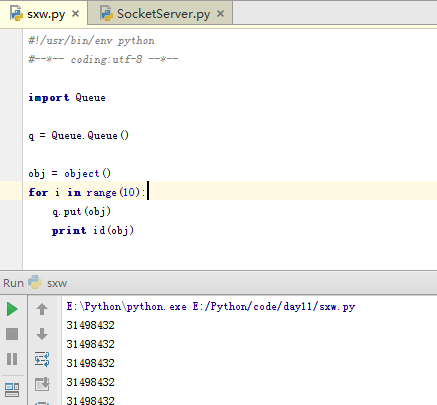 sxw.py
SocketServer.py
#!/usr/bin/env python
#--*-- coding:utf-8 --*--
import Queue
q = Queue.Queue()
obj = object()
for i in range(10):
q.put(obj)
print id(obj)
Run sxw
E:\Python\python.exe E:/Python/code/day11/sxw.py
31498432
31498432
31498432
31498432
31498432